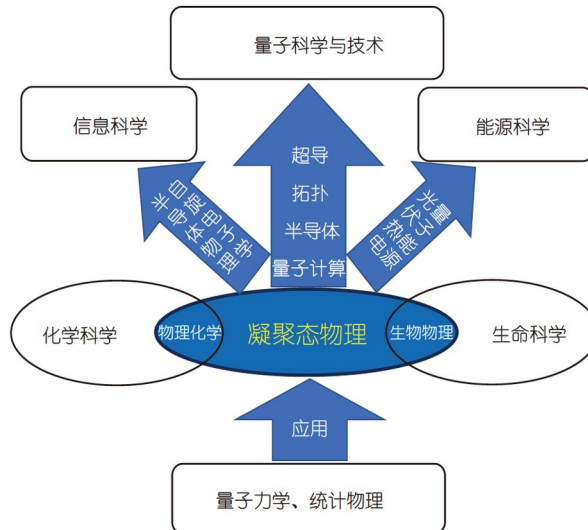 量子科学与技术
信息科学
能源科学
超导
拓扑
半导体
量子计算
半导体物理
自旋电子学
光伏热电
量子能源
化学科学
物理化学
凝聚态物理
生物物理
生命科学
应用
量子力学、统计物理